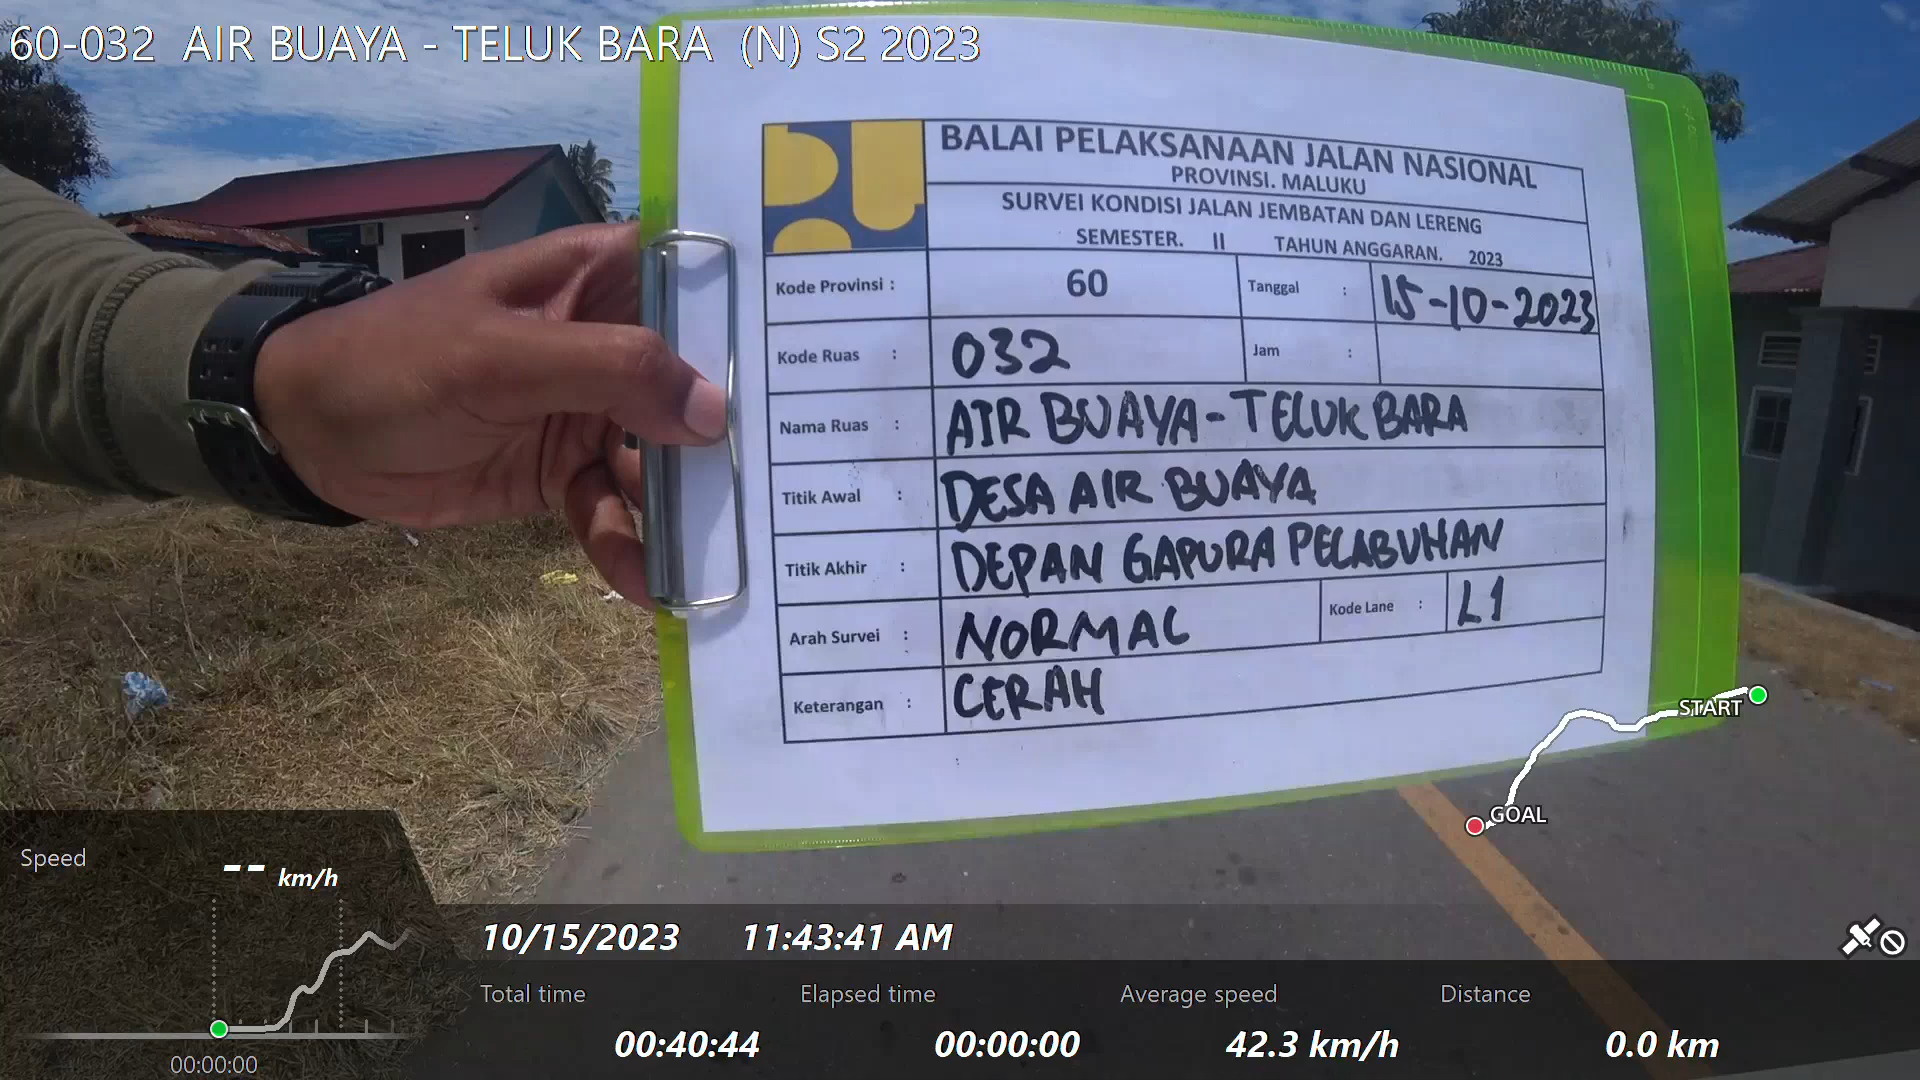 60-032 AIR BUAYA - TELUK BARA (N) S2 2023
BALAI PELAKSANAAN JALAN NASIONAL
PROVINSI. MALUKU
SURVEI KONDISI JALAN JEMBATAN DAN LERENG
SEMESTER. II TAHUN ANGGARAN. 2023
Kode Provinsi : 60 Tanggal : 15-10-2023
Kode Ruas : 032 Jam :
Nama Ruas : AIR BUAYA - TELUK BARA
Titik Awal : DESA AIR BUAYA
Titik Akhir : DEPAN GAPURA PELABUHAN
Arah Survei : NORMAL Kode Lane : L1
Keterangan : CERAH
START
GOAL
Speed
-- km/h
00:00:00
10/15/2023 11:43:41 AM
Total time Elapsed time Average speed Distance
00:40:44 00:00:00 42.3 km/h 0.0 km